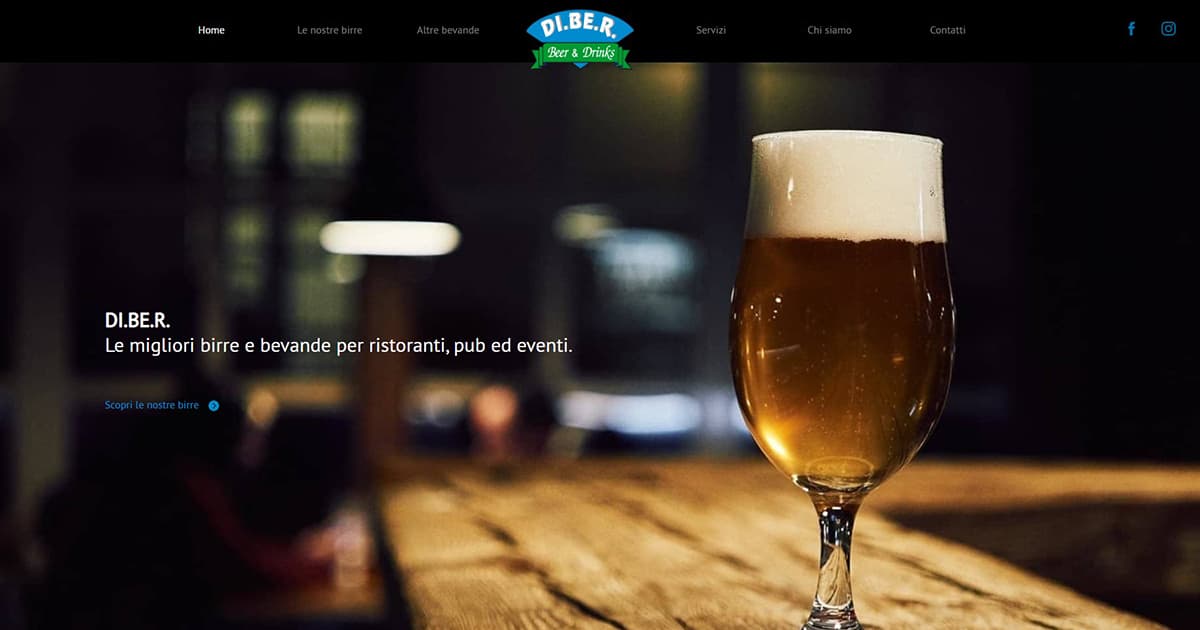 Home
Le nostre birre
Altre bevande
DI.BE.R.
Beer & Drinks
Servizi
Chi siamo
Contatti
DI.BE.R.
Le migliori birre e bevande per ristoranti, pub ed eventi.
Scopri le nostre birre